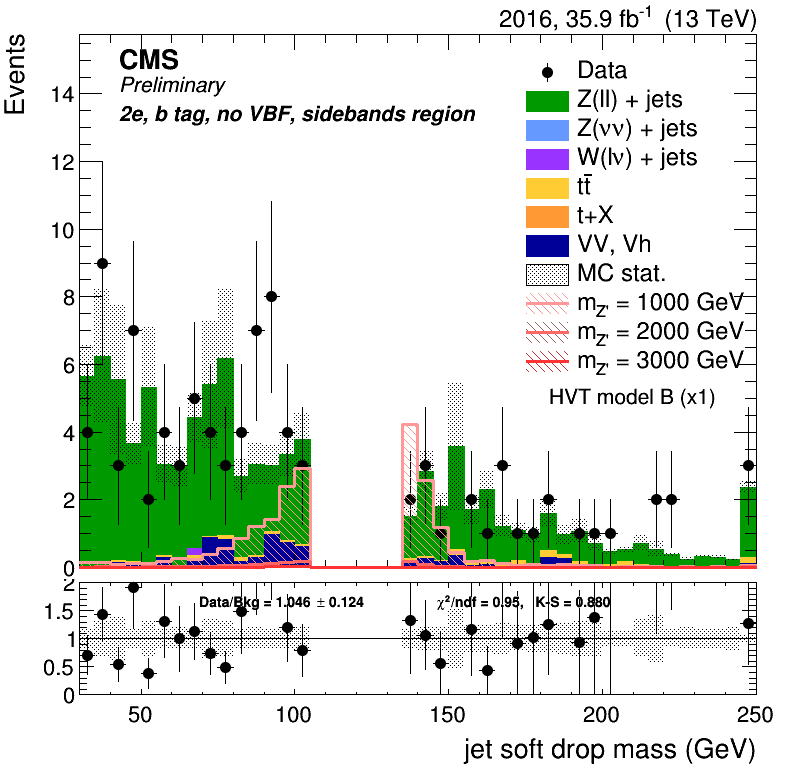 2016, 35.9 fb⁻¹ (13 TeV)
Events
CMS
Preliminary
2e, b tag, no VBF, sidebands region
Data
Z(ll) + jets
Z(νν) + jets
W(lν) + jets
tt̄
t+X
VV, Vh
MC stat.
m_Z' = 1000 GeV
m_Z' = 2000 GeV
m_Z' = 3000 GeV
HVT model B (x1)
14
12
10
8
6
4
2
0
2
1.5
1
0.5
0
Data/Bkg = 1.046 ± 0.124
χ²/ndf = 0.95, K-S = 0.880
50 100 150 200 250
jet soft drop mass (GeV)